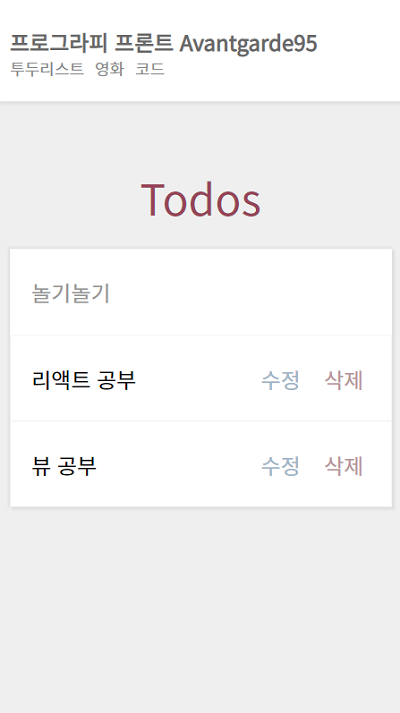 프로그라피 프론트 Avantgarde95
투두리스트 영화 코드
Todos
놀기놀기
리액트 공부 수정 삭제
뷰 공부 수정 삭제